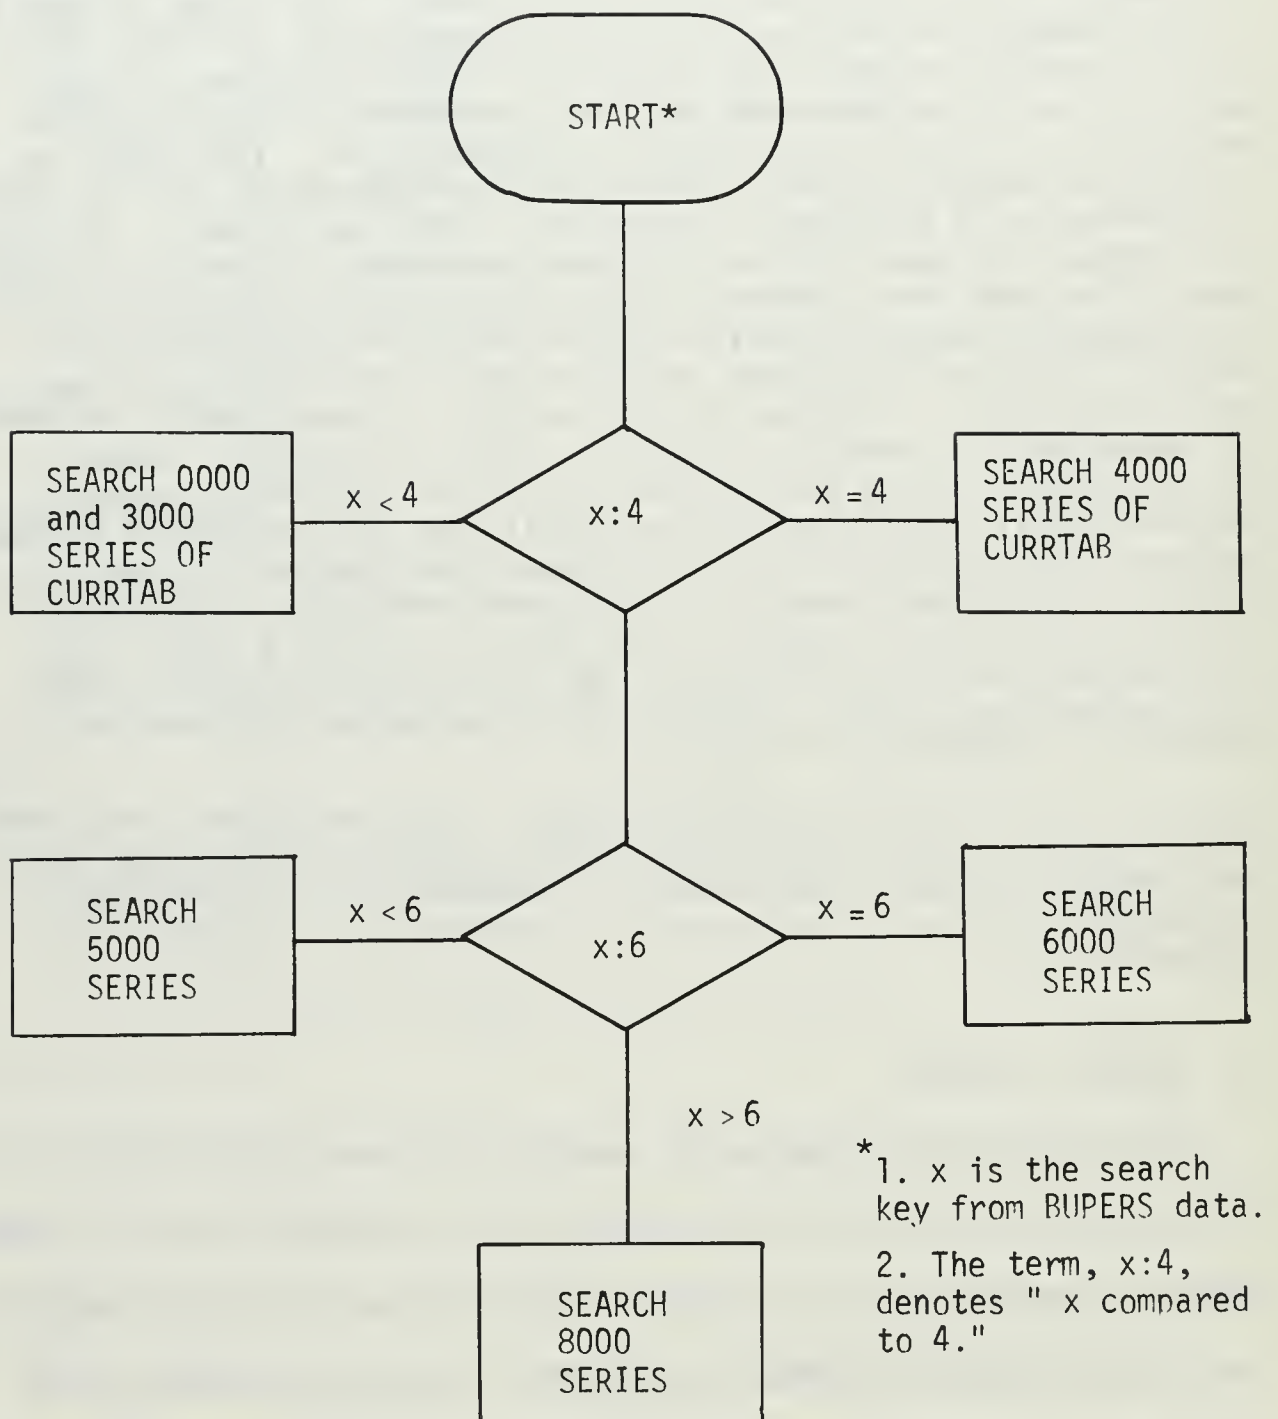 START*
SEARCH 0000
and 3000
SERIES OF
CURRTAB
x < 4
x:4
x = 4
SEARCH 4000
SERIES OF
CURRTAB
SEARCH
5000
SERIES
x < 6
x:6
x = 6
SEARCH
6000
SERIES
x > 6
SEARCH
8000
SERIES
*1. x is the search
key from BUPERS data.
2. The term, x:4,
denotes " x compared
to 4."